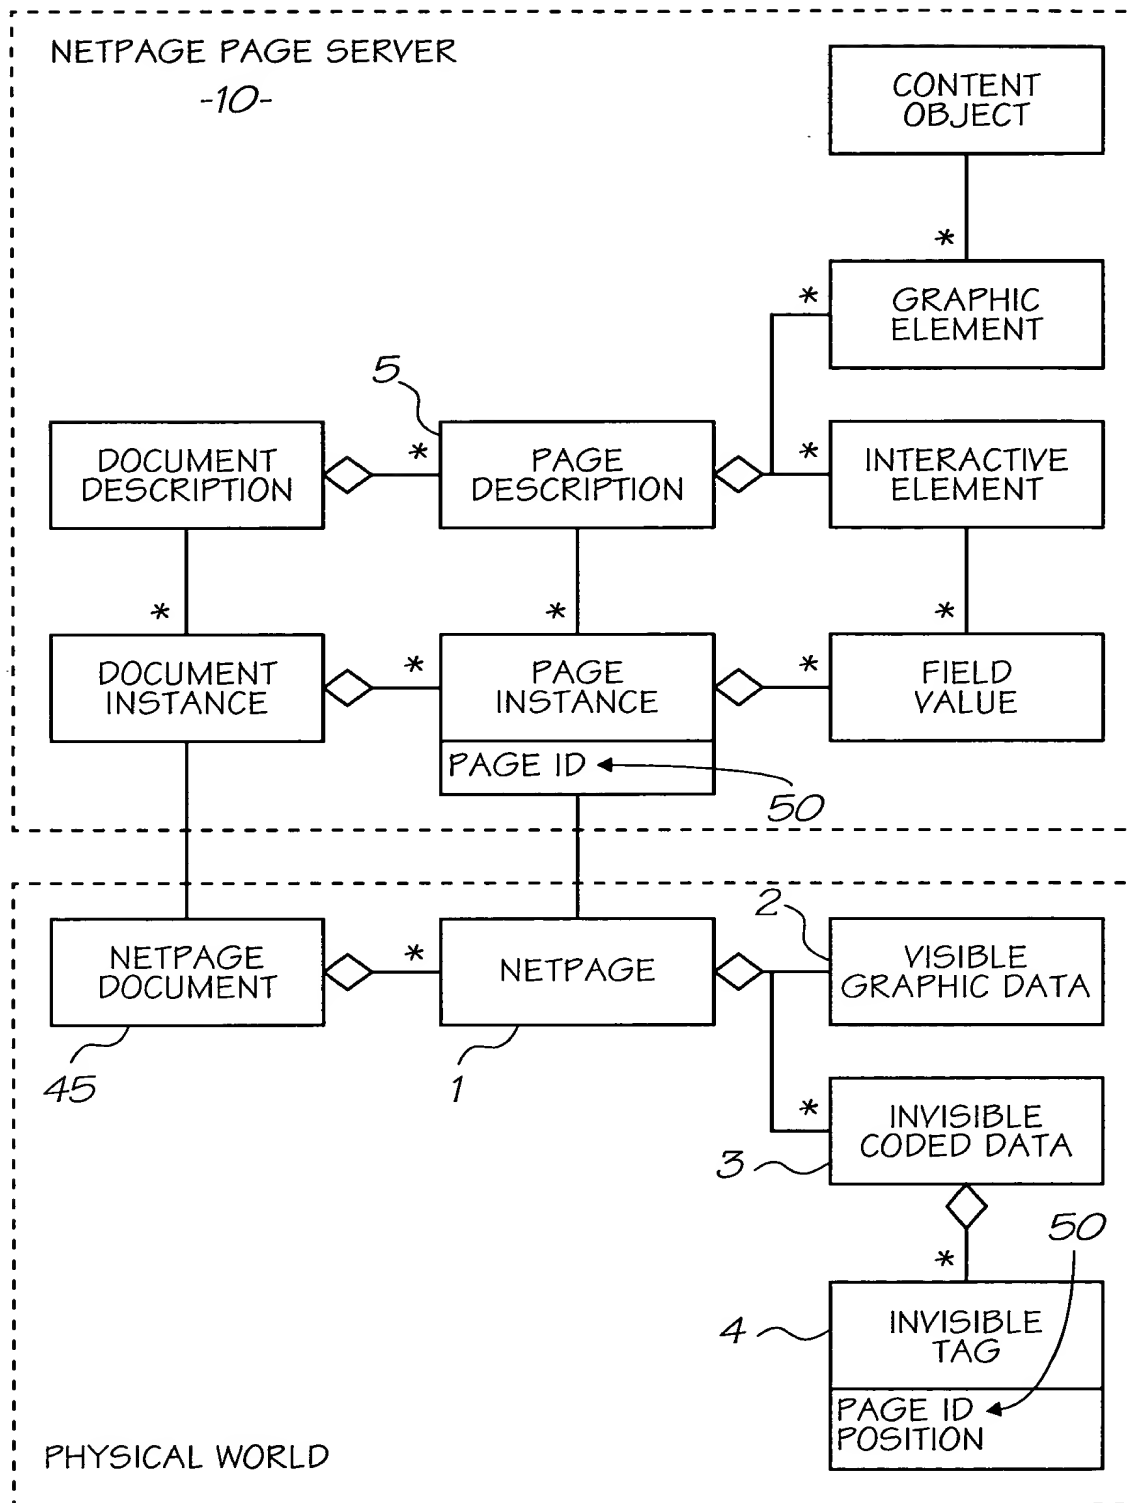 NETPAGE PAGE SERVER
-10-
CONTENT
OBJECT
*
*
GRAPHIC
ELEMENT
5
DOCUMENT
DESCRIPTION
*
PAGE
DESCRIPTION
*
INTERACTIVE
ELEMENT
*
*
*
DOCUMENT
INSTANCE
*
PAGE
INSTANCE
*
FIELD
VALUE
PAGE ID
50
2
NETPAGE
DOCUMENT
*
NETPAGE
VISIBLE
GRAPHIC DATA
45
1
*
INVISIBLE
CODED DATA
3
50
*
4
INVISIBLE
TAG
PAGE ID
POSITION
PHYSICAL WORLD